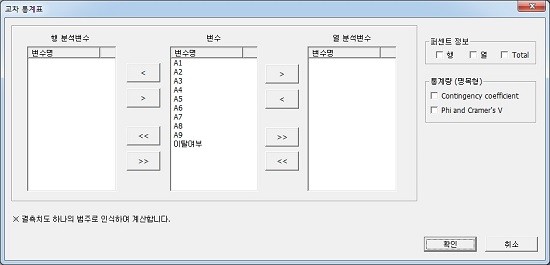 교차 통계표
행 분석변수 변수 열 분석변수 퍼센트 정보
변수명 변수명 변수명 행 열 Total
A1
A2
< A3 >
A4
> A5 <
A6
A7
<< A8 >>
A9
이탈여부
>> <<
통계량 (명목형)
Contingency coefficient
Phi and Cramer's V
※ 결측치도 하나의 범주로 인식하여 계산합니다.
확인 취소